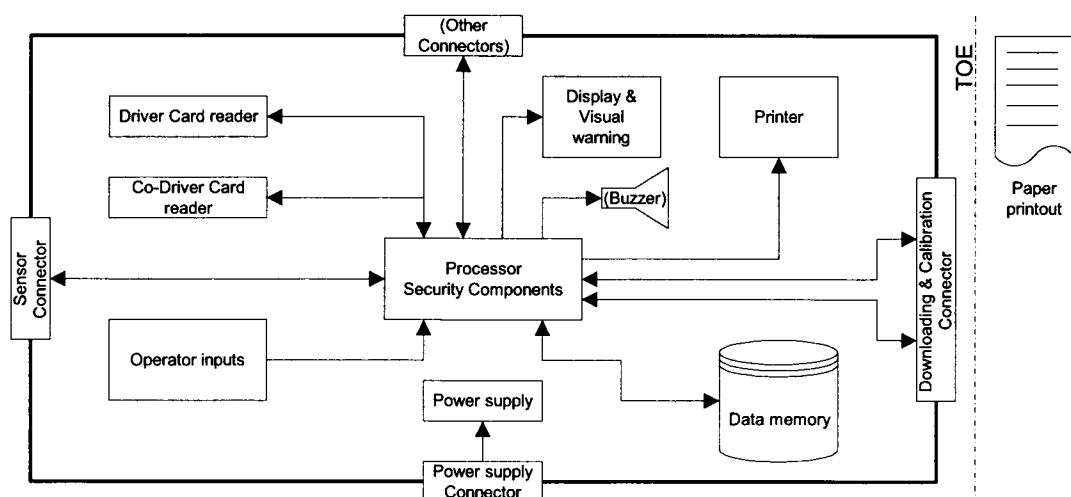 (Other
Connectors)
TOE
Driver Card reader
Display &
Visual
warning
Printer
Co-Driver Card
reader
(Buzzer)
Paper
printout
Sensor
Connector
Processor
Security Components
Downloading & Calibration
Connector
Operator inputs
Power supply
Data memory
Power supply
Connector